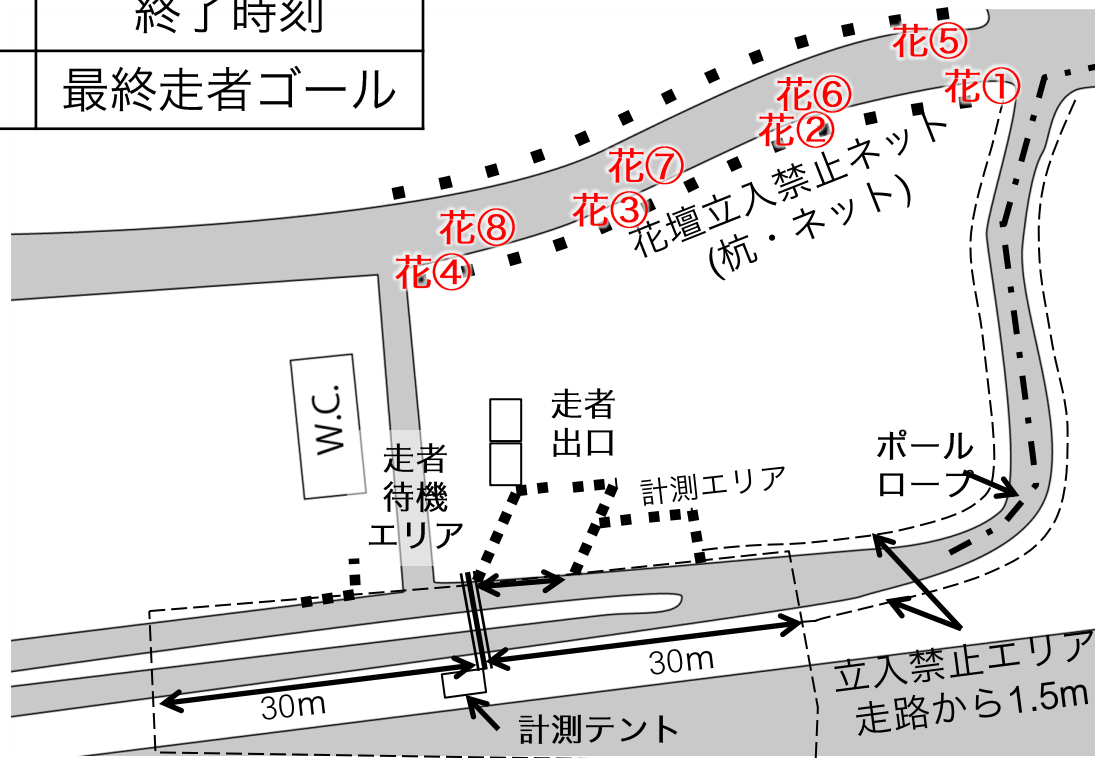 終了時刻
最終走者ゴール
花⑤
花①
花⑥
花②
花⑦
花③
花⑧
花④
花壇立入禁止ネット
(杭・ネット)
W.C.
走者
出口
走者
待機
エリア
計測エリア
ポール
ロープ
30m
30m
計測テント
立入禁止エリア
走路から1.5m